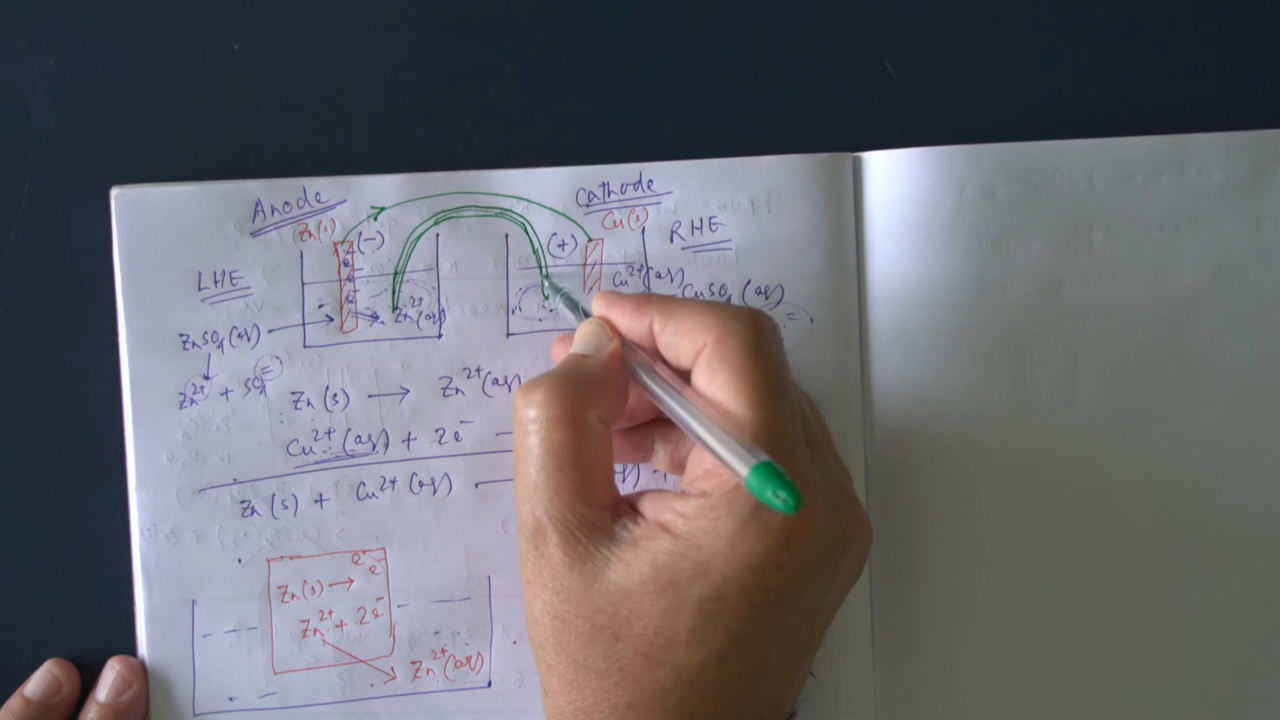 Anode
Cathode
Zn(s)
Cu(s)
(-)
(+)
RHE
LHE
e
e
e
Cu²⁺(aq)
CuSO₄(aq)
Zn²⁺(aq)
ZnSO₄(aq)
Zn²⁺ + SO₄⁼
Zn(s) → Zn²⁺(aq)
Cu²⁺(aq) + 2e⁻
Zn(s) + Cu²⁺(aq)
e⁻
e
Zn(s) →
Zn²⁺ + 2e⁻
Zn²⁺(aq)